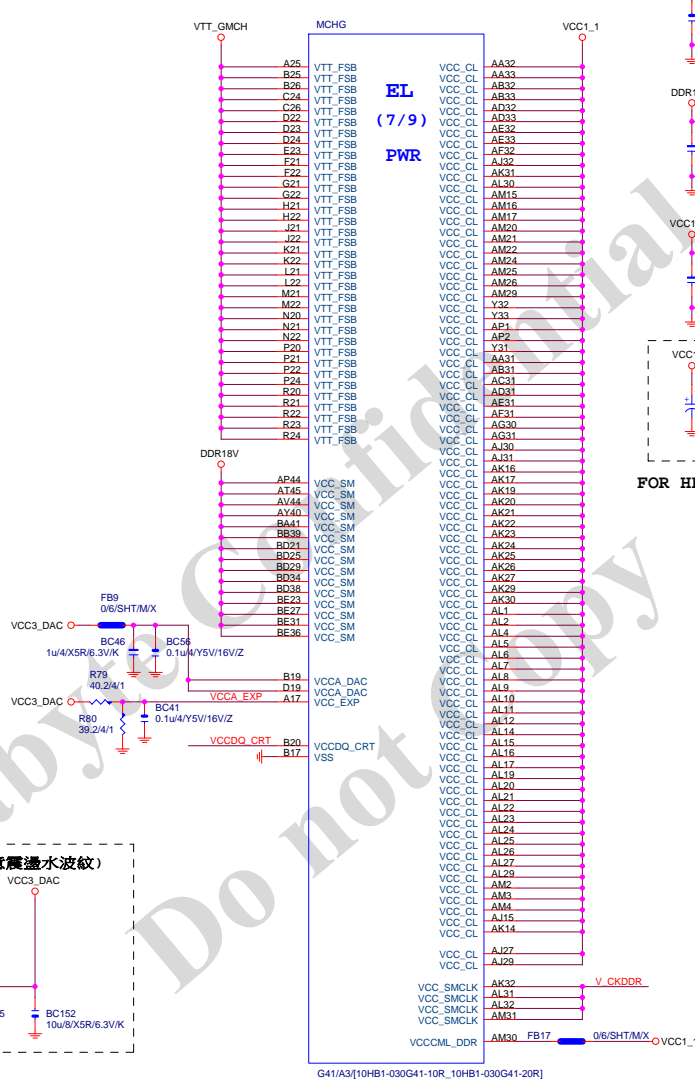 VTT_GMCH
MCHG
VCC1_1
EL
(7/9)
PWR
A25 VTT_FSB
B25 VTT_FSB
B26 VTT_FSB
C24 VTT_FSB
C26 VTT_FSB
D22 VTT_FSB
D23 VTT_FSB
D24 VTT_FSB
E23 VTT_FSB
F21 VTT_FSB
F22 VTT_FSB
G21 VTT_FSB
G22 VTT_FSB
H21 VTT_FSB
H22 VTT_FSB
J21 VTT_FSB
J22 VTT_FSB
K21 VTT_FSB
K22 VTT_FSB
L21 VTT_FSB
L22 VTT_FSB
M21 VTT_FSB
M22 VTT_FSB
N20 VTT_FSB
N21 VTT_FSB
N22 VTT_FSB
P20 VTT_FSB
P21 VTT_FSB
P22 VTT_FSB
P24 VTT_FSB
R20 VTT_FSB
R21 VTT_FSB
R22 VTT_FSB
R23 VTT_FSB
R24 VTT_FSB
DDR18V
AP44 VCC_SM
AT45 VCC_SM
AV44 VCC_SM
AY40 VCC_SM
BA41 VCC_SM
BB39 VCC_SM
BD21 VCC_SM
BD25 VCC_SM
BD29 VCC_SM
BD34 VCC_SM
BD38 VCC_SM
BE23 VCC_SM
BE27 VCC_SM
BE31 VCC_SM
BE36 VCC_SM
FB9
0/6/SHT/M/X
VCC3_DAC
BC46
1u/4/X5R/6.3V/K
BC56
0.1u/4/Y5V/16V/Z
B19 VCCA_DAC
D19 VCCA_DAC
R79
40.2/4/1
VCC3_DAC
VCCA_EXP
A17 VCC_EXP
R80
39.2/4/1
BC41
0.1u/4/Y5V/16V/Z
VCCDQ_CRT
B20 VCCDQ_CRT
B17 VSS
VCC_CL AA32
VCC_CL AA33
VCC_CL AB32
VCC_CL AB33
VCC_CL AD32
VCC_CL AD33
VCC_CL AE32
VCC_CL AE33
VCC_CL AF32
VCC_CL AJ32
VCC_CL AK31
VCC_CL AL30
VCC_CL AM15
VCC_CL AM16
VCC_CL AM17
VCC_CL AM20
VCC_CL AM21
VCC_CL AM22
VCC_CL AM24
VCC_CL AM25
VCC_CL AM26
VCC_CL AM29
VCC_CL Y32
VCC_CL Y33
VCC_CL AP1
VCC_CL AP2
VCC_CL Y31
VCC_CL AA31
VCC_CL AB31
VCC_CL AC31
VCC_CL AD31
VCC_CL AE31
VCC_CL AF31
VCC_CL AG30
VCC_CL AG31
VCC_CL AJ30
VCC_CL AJ31
VCC_CL AK16
VCC_CL AK17
VCC_CL AK19
VCC_CL AK20
VCC_CL AK21
VCC_CL AK22
VCC_CL AK23
VCC_CL AK24
VCC_CL AK25
VCC_CL AK26
VCC_CL AK27
VCC_CL AK29
VCC_CL AK30
VCC_CL AL1
VCC_CL AL2
VCC_CL AL4
VCC_CL AL5
VCC_CL AL6
VCC_CL AL7
VCC_CL AL8
VCC_CL AL9
VCC_CL AL10
VCC_CL AL11
VCC_CL AL12
VCC_CL AL14
VCC_CL AL15
VCC_CL AL16
VCC_CL AL17
VCC_CL AL19
VCC_CL AL20
VCC_CL AL21
VCC_CL AL22
VCC_CL AL23
VCC_CL AL24
VCC_CL AL25
VCC_CL AL26
VCC_CL AL27
VCC_CL AL29
VCC_CL AM2
VCC_CL AM3
VCC_CL AM4
VCC_CL AJ15
VCC_CL AK14
VCC_CL AJ27
VCC_CL AJ29
VCC_SMCLK AK32 V_CKDDR
VCC_SMCLK AL31
VCC_SMCLK AL32
VCC_SMCLK AM31
VCCCML_DDR AM30 FB17 0/6/SHT/M/X VCC1_1
G41/A3/[10HB1-030G41-10R_10HB1-030G41-20R]
DDR1
VCC1
VCC1
FOR HI
震盪水波紋)
VCC3_DAC
5
BC152
10u/8/X5R/6.3V/K
abyte Confidential
Do not Copy